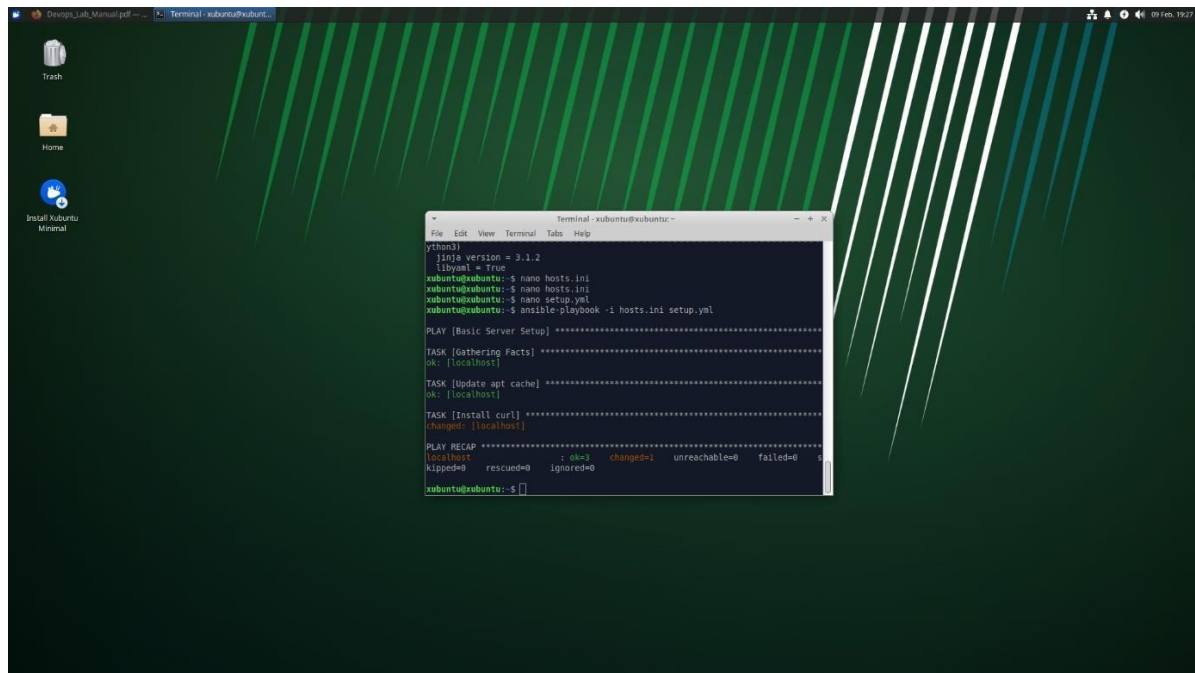 Devops_Lab_Manual.pdf — ...
Terminal - xubuntu@xubunt...
09 Feb, 19:27
Trash
Home
Install Xubuntu
Minimal
Terminal - xubuntu@xubuntu: ~
File Edit View Terminal Tabs Help
ython3)
  jinja version = 3.1.2
  libyaml = True
xubuntu@xubuntu:~$ nano hosts.ini
xubuntu@xubuntu:~$ nano hosts.ini
xubuntu@xubuntu:~$ nano setup.yml
xubuntu@xubuntu:~$ ansible-playbook -i hosts.ini setup.yml
PLAY [Basic Server Setup] ******************************************************
TASK [Gathering Facts] *********************************************************
ok: [localhost]
TASK [Update apt cache] ********************************************************
ok: [localhost]
TASK [Install curl] ************************************************************
changed: [localhost]
PLAY RECAP *********************************************************************
localhost                  : ok=3    changed=1    unreachable=0    failed=0    s
kipped=0    rescued=0    ignored=0
xubuntu@xubuntu:~$